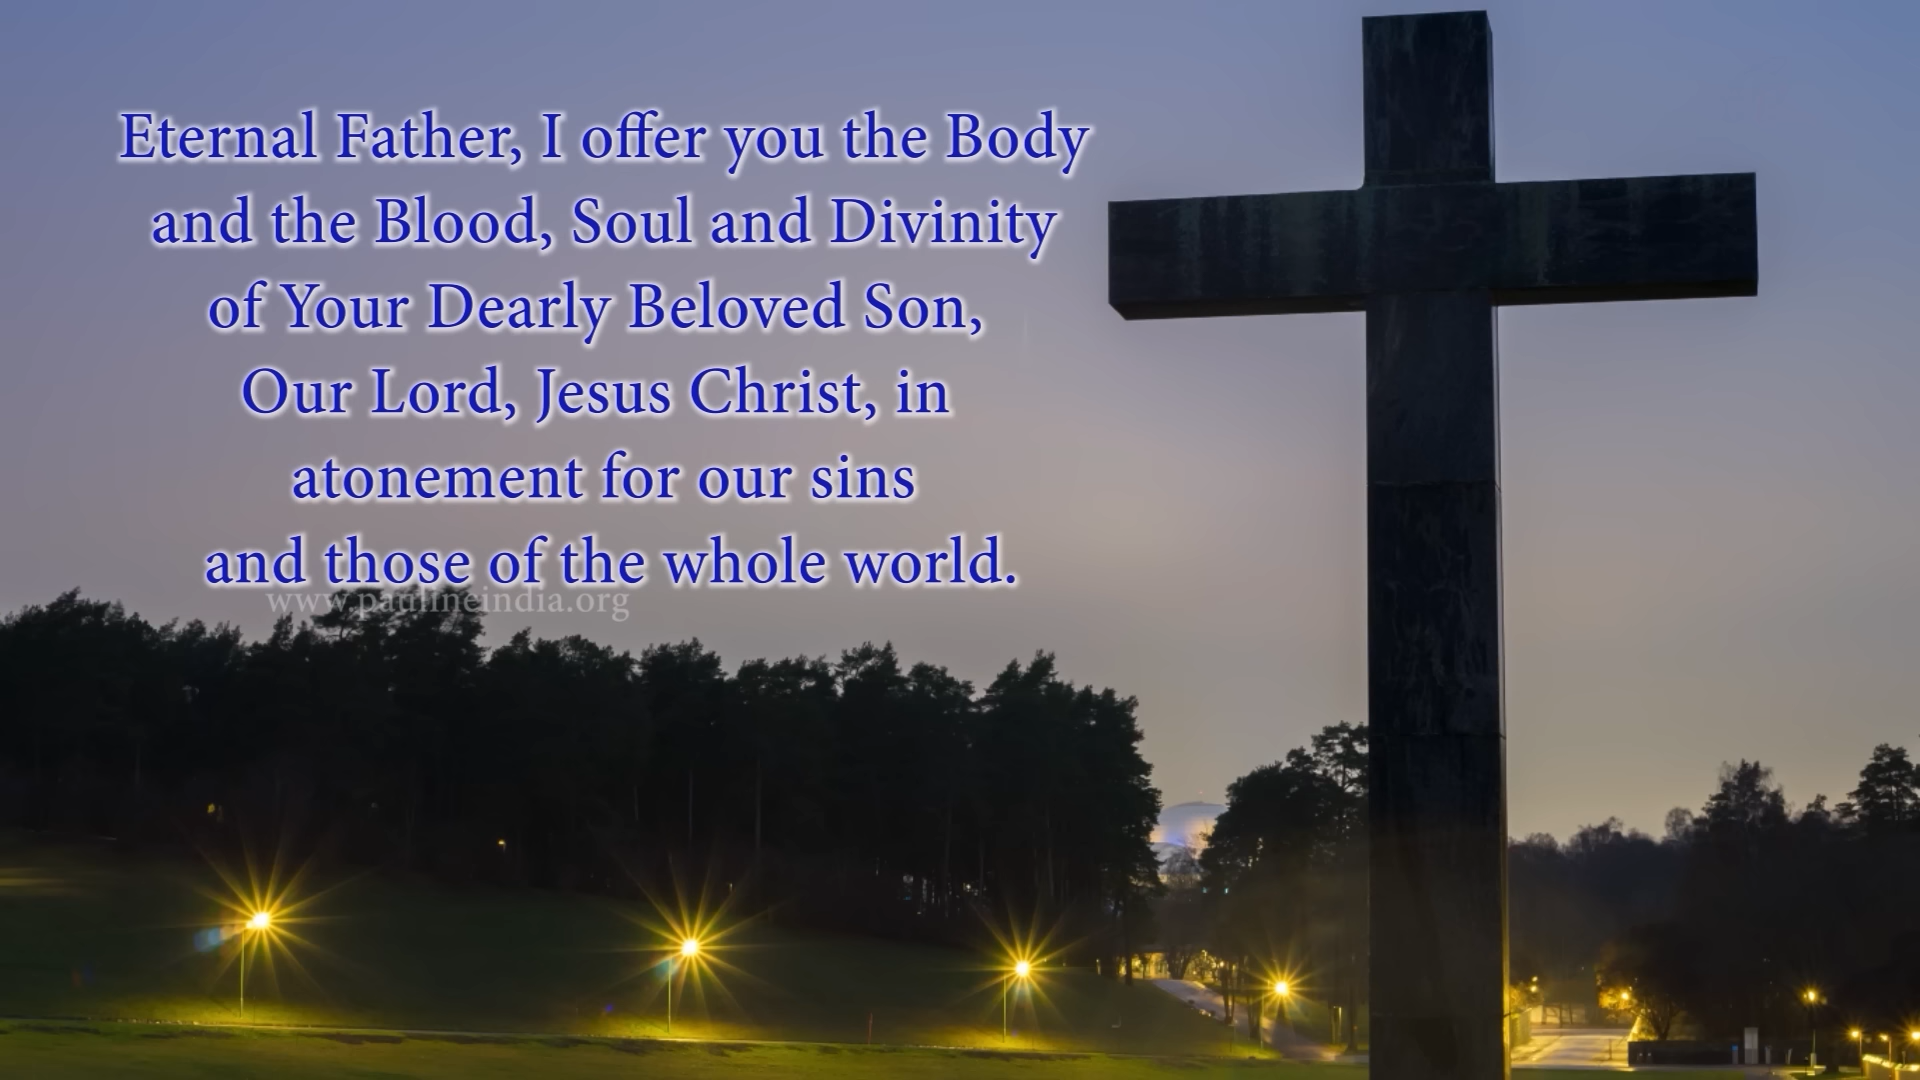 Eternal Father, I offer you the Body
and the Blood, Soul and Divinity
of Your Dearly Beloved Son,
Our Lord, Jesus Christ, in
atonement for our sins
and those of the whole world.
www.paulineindia.org